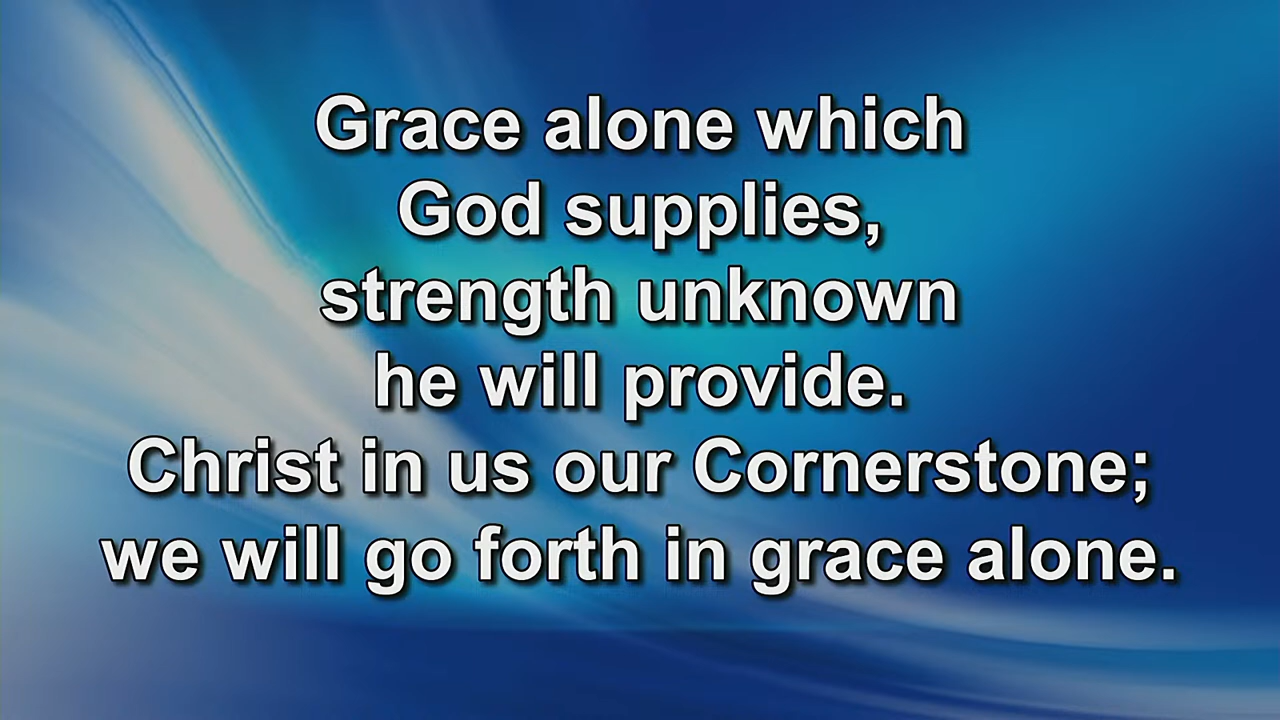 Grace alone which
God supplies,
strength unknown
he will provide.
Christ in us our Cornerstone;
we will go forth in grace alone.